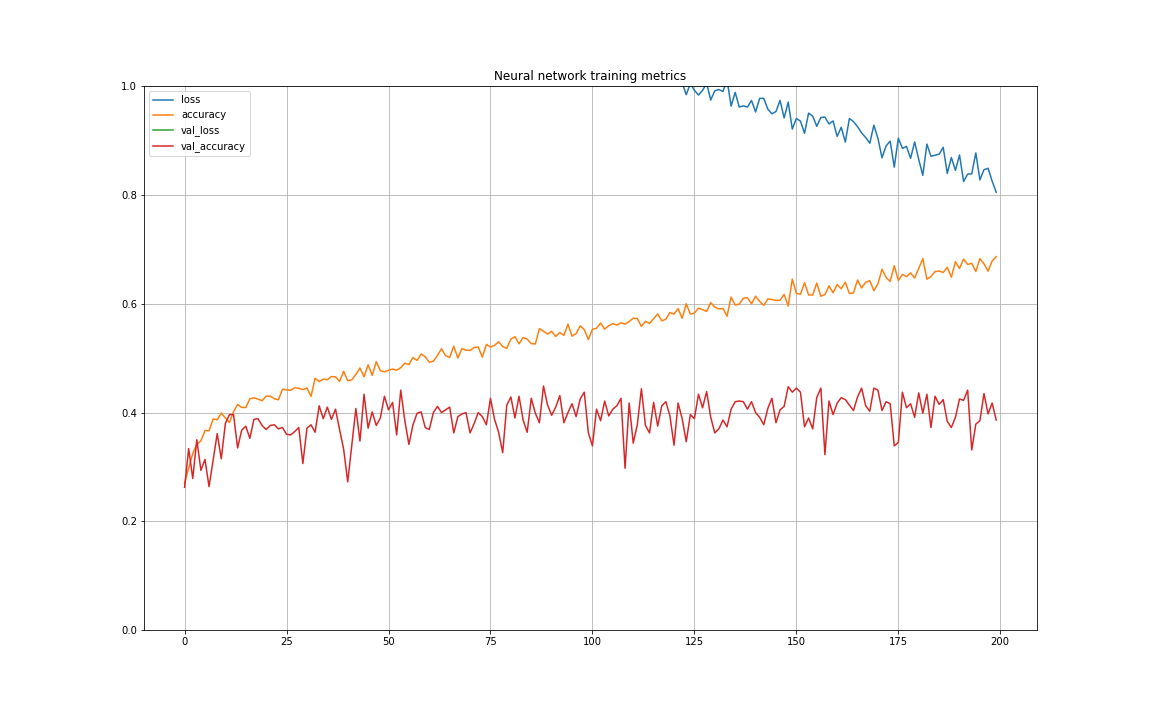 Neural network training metrics
1.0
loss
accuracy
val_loss
val_accuracy
0.8
0.6
0.4
0.2
0.0
0 25 50 75 100 125 150 175 200